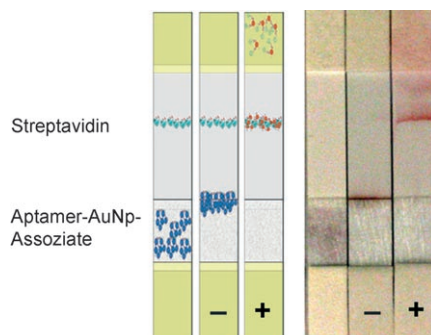 Streptavidin
Aptamer-AuNp-
Assoziate
– +
– +